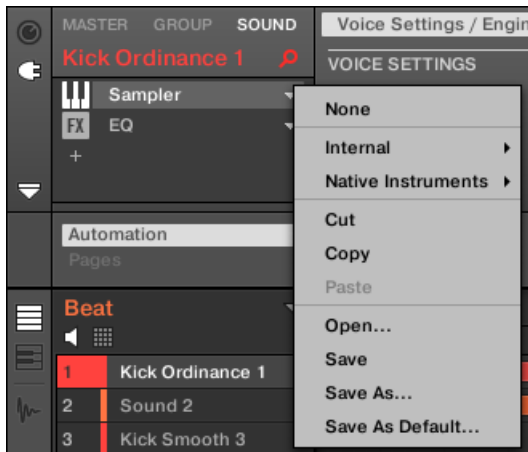 MASTER GROUP SOUND
Kick Ordinance 1
Sampler
FX EQ
+
Automation
Pages
Beat
1 Kick Ordinance 1
2 Sound 2
3 Kick Smooth 3
Voice Settings / Engin
VOICE SETTINGS
None
Internal
Native Instruments
Cut
Copy
Paste
Open...
Save
Save As...
Save As Default...